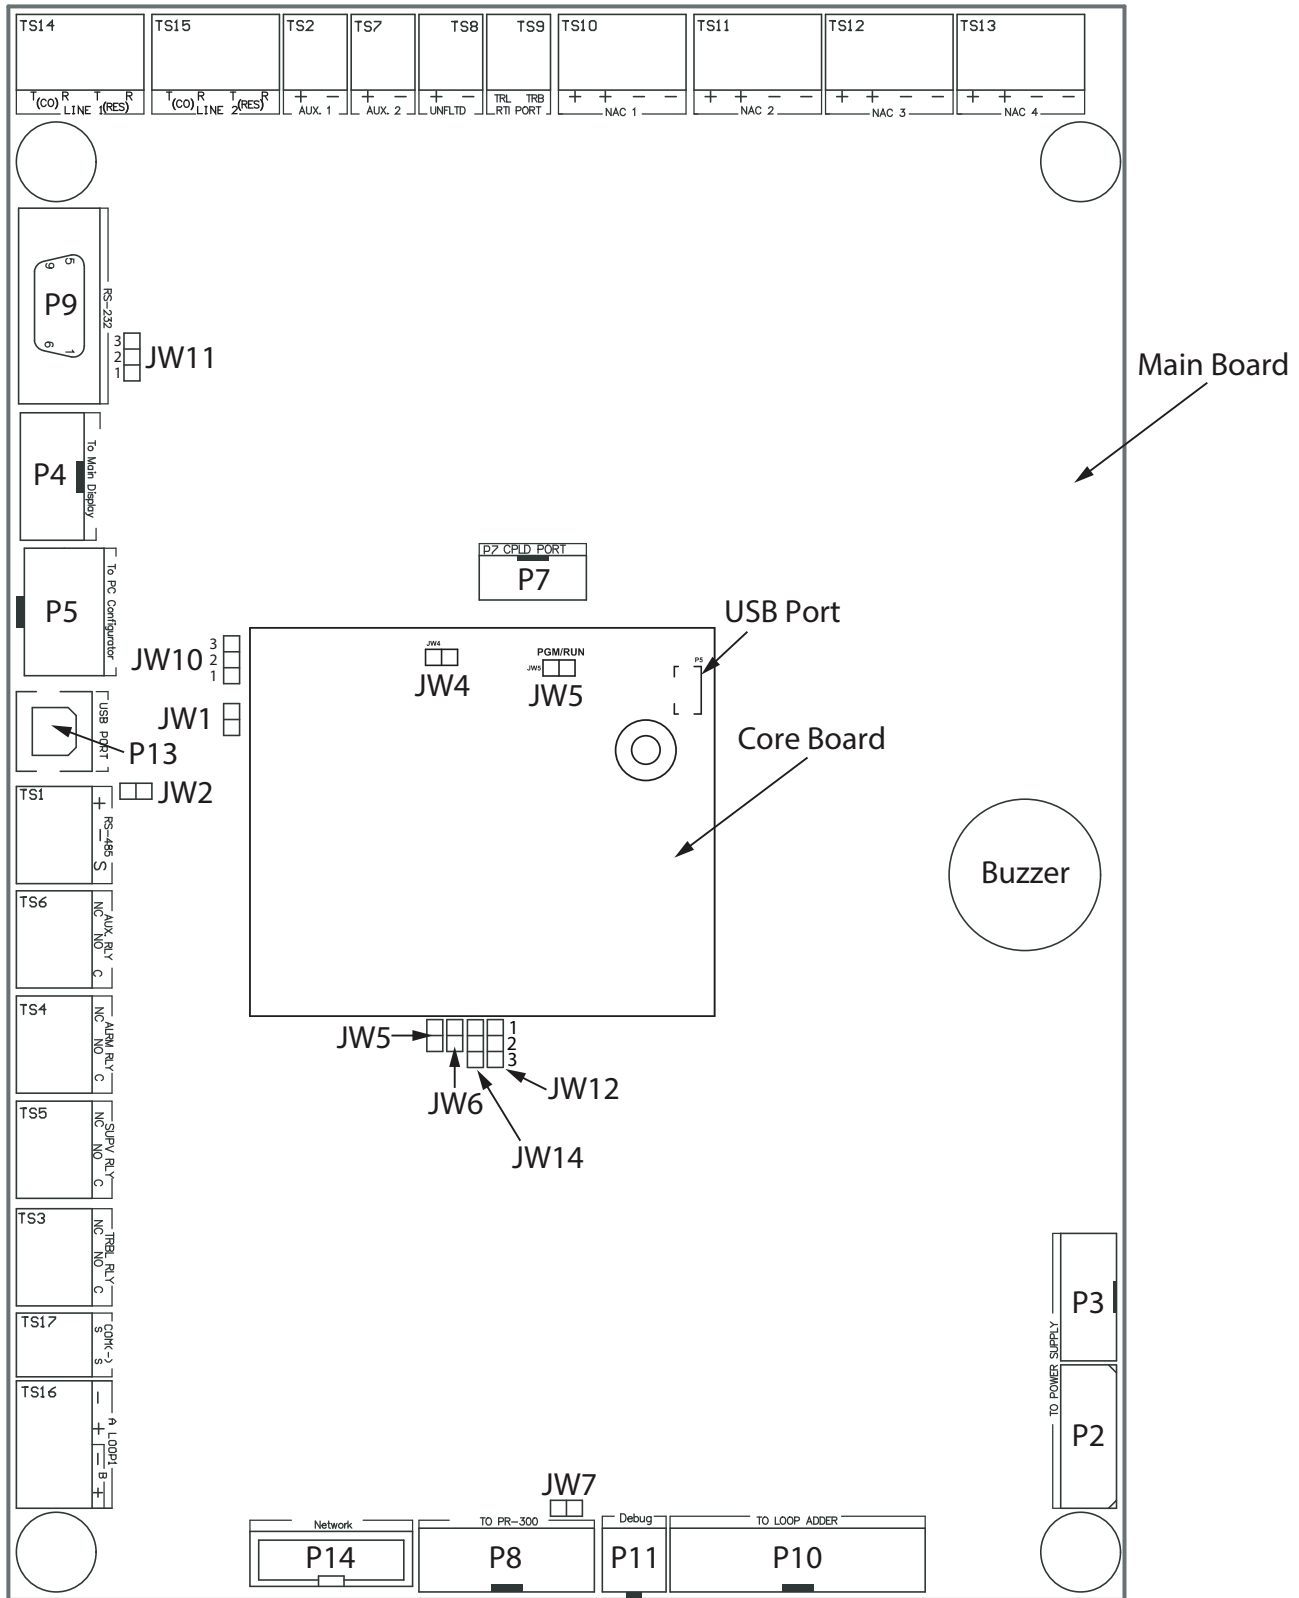 TS14
TS15
TS2
TS7
TS8
TS9
TS10
TS11
TS12
TS13
T (CO) R T (RES) R
LINE 1
T (CO) R T (RES) R
LINE 2
+ -
AUX. 1
+ -
AUX. 2
+ -
UNFLTD
TRL TRB
RTI PORT
+ + - -
NAC 1
+ + - -
NAC 2
+ + - -
NAC 3
+ + - -
NAC 4
5
9
P9
6
1
RS-232
3
2
1
JW11
Main Board
P4
To Main Display
P7 CPLD PORT
P7
P5
To PC Configurator
USB Port
JW10
3
2
1
JW4
JW4
PGM/RUN
JW5
JW5
P5
JW1
USB PORT
P13
Core Board
JW2
TS1
+ - S
RS-485
Buzzer
TS6
NC NO C
AUX. RLY
TS4
NC NO C
ALRM RLY
JW5
1
2
3
JW12
JW6
JW14
TS5
NC NO C
SUPV RLY
TS3
NC NO C
TRBL RLY
TS17
S S
COM(-)
TS16
- + - +
A LOOP1
B
P3
TO POWER SUPPLY
P2
JW7
Network
P14
TO PR-300
P8
Debug
P11
TO LOOP ADDER
P10